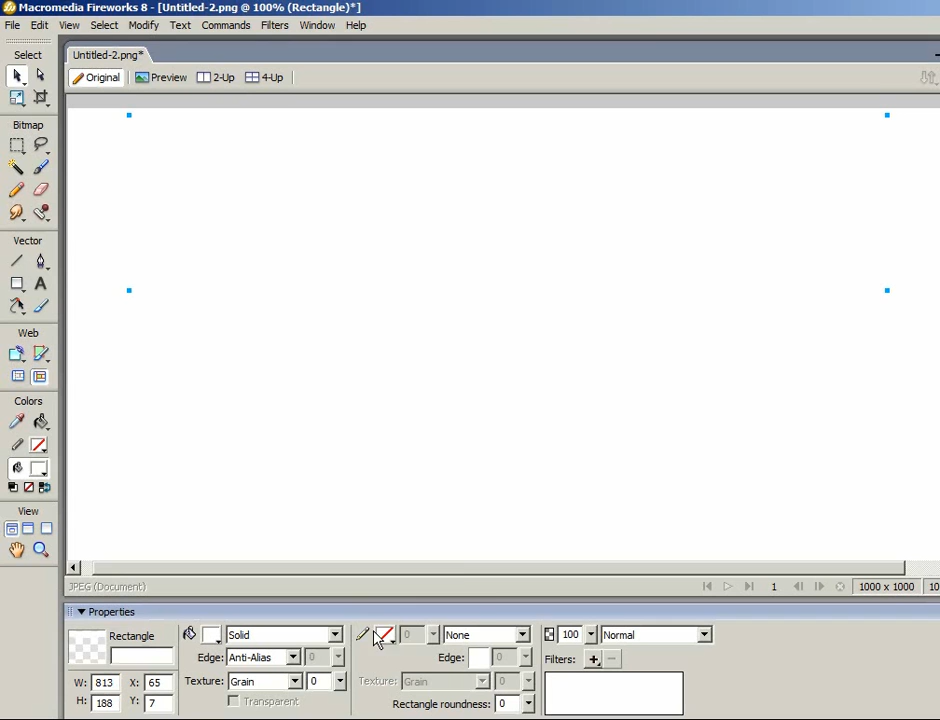 Macromedia Fireworks 8 - [Untitled-2.png @ 100% (Rectangle)*]
File Edit View Select Modify Text Commands Filters Window Help
Select
Untitled-2.png*
Original Preview 2-Up 4-Up
Bitmap
Vector
A
Web
Colors
View
JPEG (Document) 1 1000 x 1000 10
Properties
Rectangle Solid 0 None 100 Normal
Edge: Anti-Alias 0 Edge: 0 Filters:
W: 813 X: 65 Texture: Grain 0 Texture: Grain 0
H: 188 Y: 7 Transparent Rectangle roundness: 0